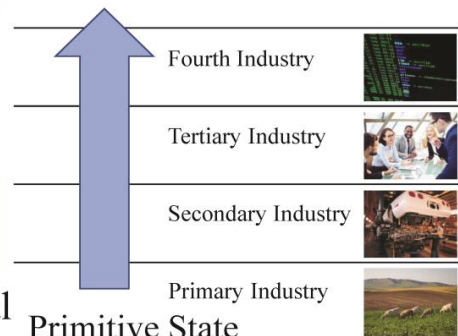 Fourth Industry
Tertiary Industry
Secondary Industry
Primary Industry
Primitive State